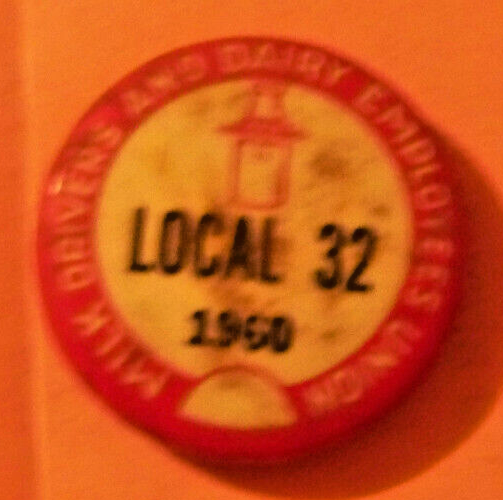 MILK DRIVERS AND DAIRY EMPLOYEES UNION
LOCAL 32
1960